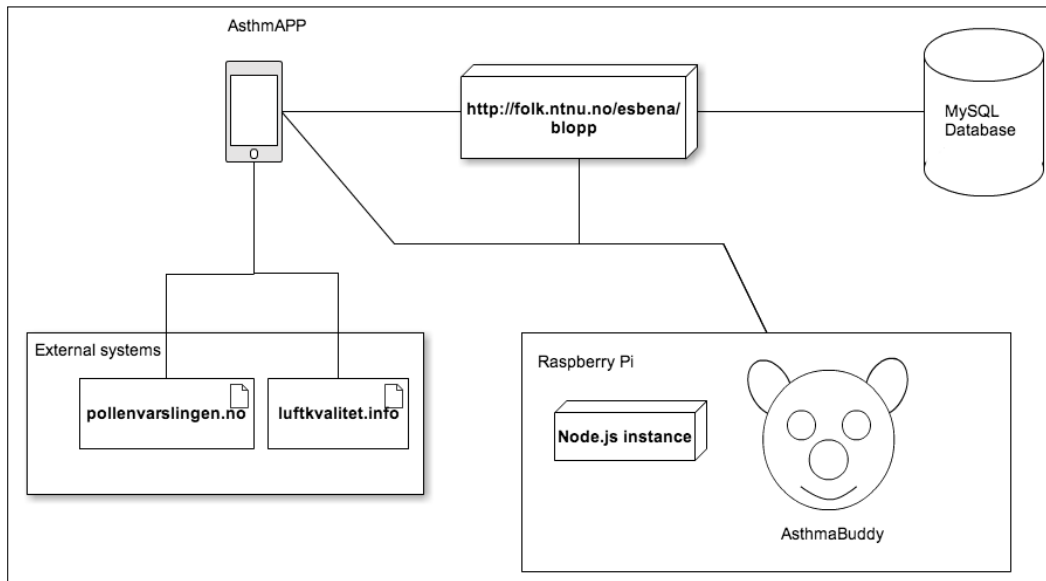 AsthmAPP
http://folk.ntnu.no/esbena/
blopp
MySQL
Database
External systems
pollenvarslingen.no
luftkvalitet.info
Raspberry Pi
Node.js instance
AsthmaBuddy